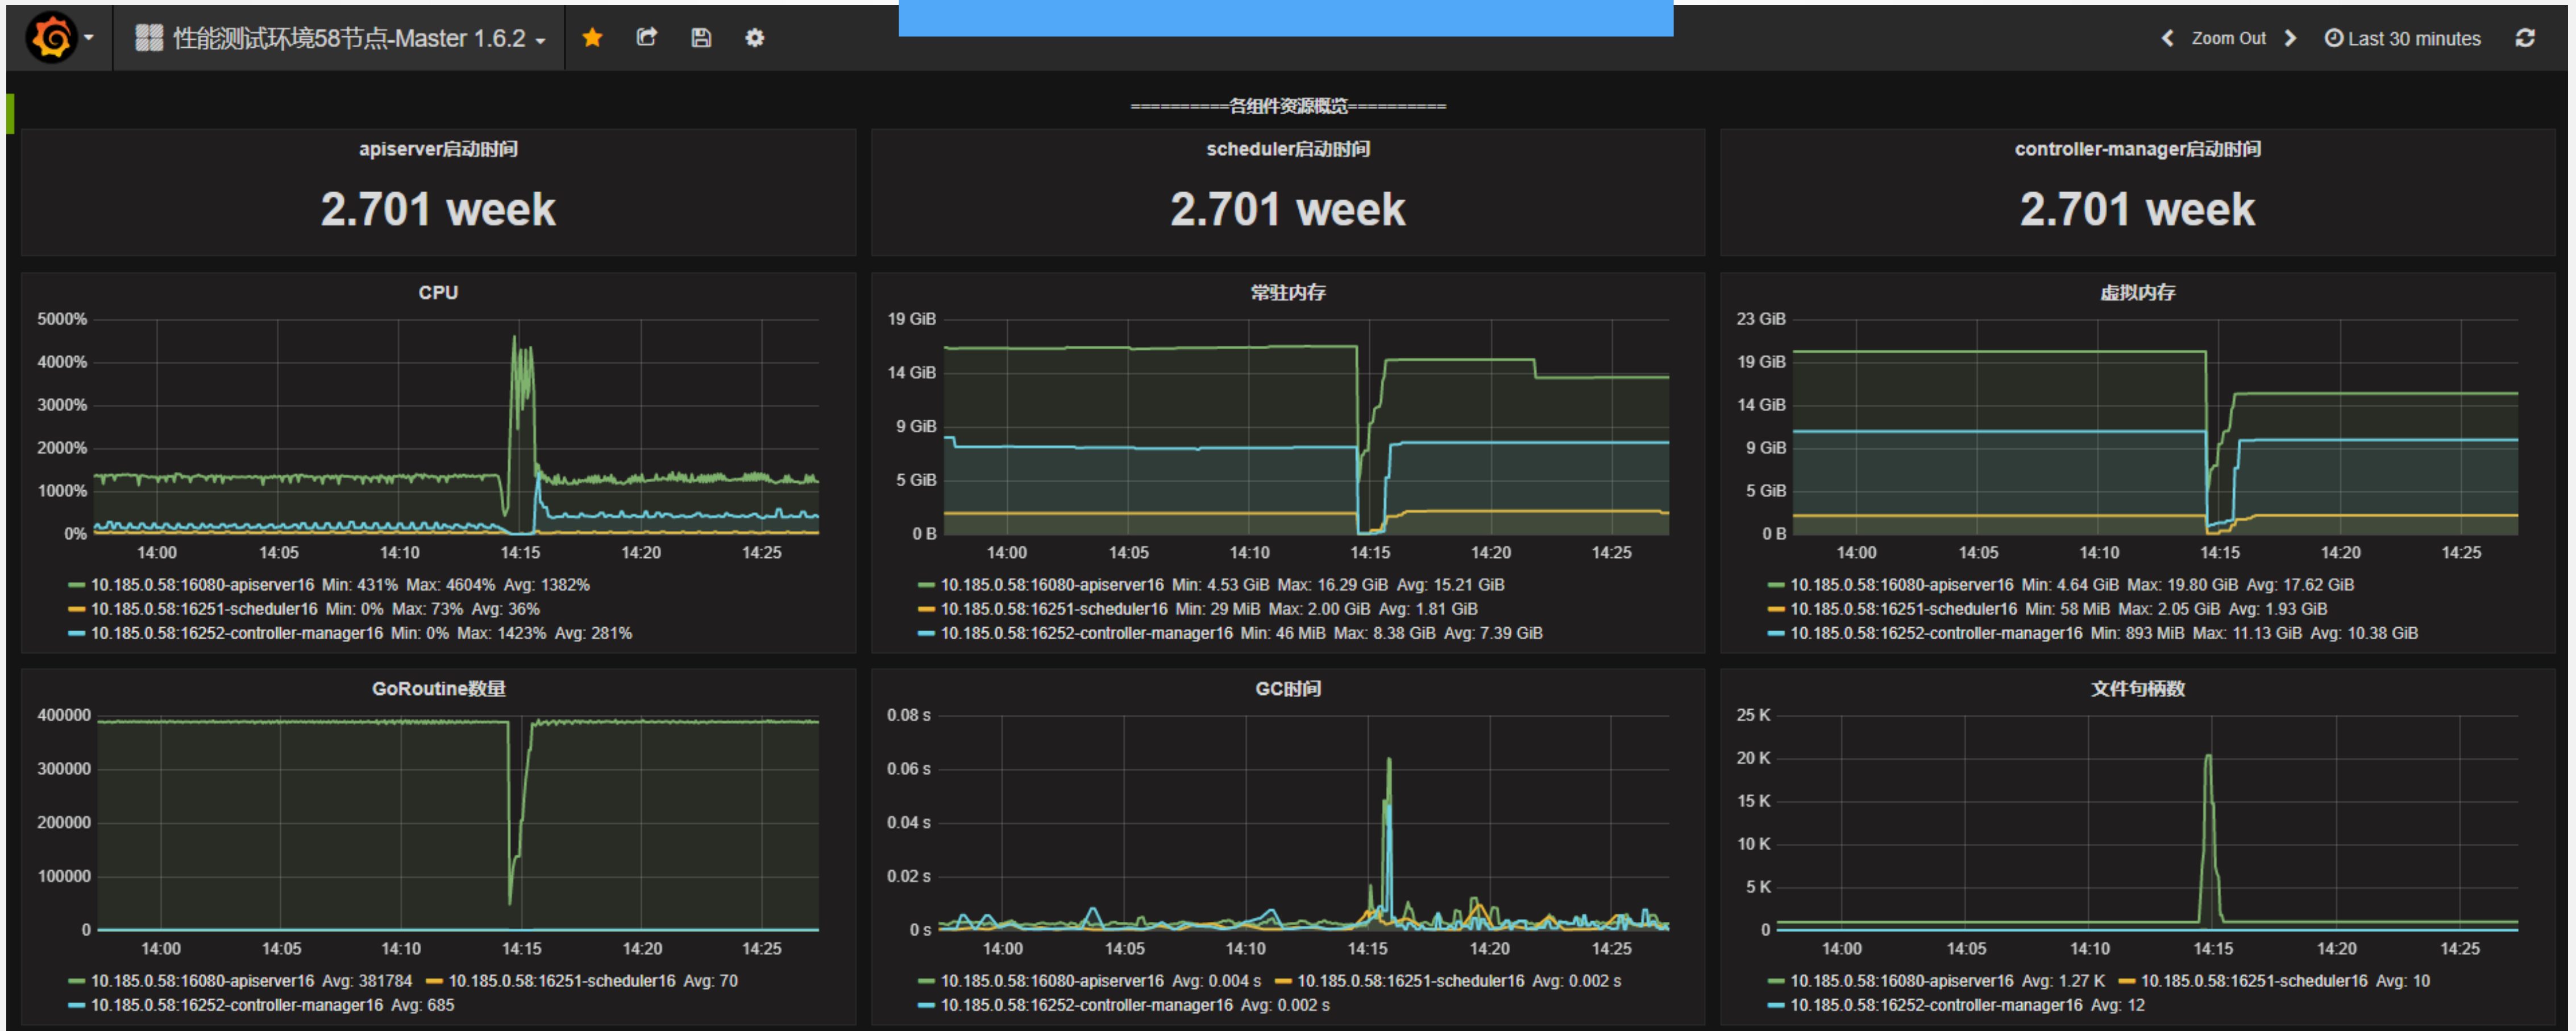 性能测试环境58节点-Master 1.6.2
Zoom Out
Last 30 minutes
==========各组件资源概览==========
apiserver启动时间
2.701 week
scheduler启动时间
2.701 week
controller-manager启动时间
2.701 week
CPU
5000%
4000%
3000%
2000%
1000%
0%
14:00 14:05 14:10 14:15 14:20 14:25
10.185.0.58:16080-apiserver16 Min: 431% Max: 4604% Avg: 1382%
10.185.0.58:16251-scheduler16 Min: 0% Max: 73% Avg: 36%
10.185.0.58:16252-controller-manager16 Min: 0% Max: 1423% Avg: 281%
常驻内存
19 GiB
14 GiB
9 GiB
5 GiB
0 B
14:00 14:05 14:10 14:15 14:20 14:25
10.185.0.58:16080-apiserver16 Min: 4.53 GiB Max: 16.29 GiB Avg: 15.21 GiB
10.185.0.58:16251-scheduler16 Min: 29 MiB Max: 2.00 GiB Avg: 1.81 GiB
10.185.0.58:16252-controller-manager16 Min: 46 MiB Max: 8.38 GiB Avg: 7.39 GiB
虚拟内存
23 GiB
19 GiB
14 GiB
9 GiB
5 GiB
0 B
14:00 14:05 14:10 14:15 14:20 14:25
10.185.0.58:16080-apiserver16 Min: 4.64 GiB Max: 19.80 GiB Avg: 17.62 GiB
10.185.0.58:16251-scheduler16 Min: 58 MiB Max: 2.05 GiB Avg: 1.93 GiB
10.185.0.58:16252-controller-manager16 Min: 893 MiB Max: 11.13 GiB Avg: 10.38 GiB
GoRoutine数量
400000
300000
200000
100000
0
14:00 14:05 14:10 14:15 14:20 14:25
10.185.0.58:16080-apiserver16 Avg: 381784 10.185.0.58:16251-scheduler16 Avg: 70
10.185.0.58:16252-controller-manager16 Avg: 685
GC时间
0.08 s
0.06 s
0.04 s
0.02 s
0 s
14:00 14:05 14:10 14:15 14:20 14:25
10.185.0.58:16080-apiserver16 Avg: 0.004 s 10.185.0.58:16251-scheduler16 Avg: 0.002 s
10.185.0.58:16252-controller-manager16 Avg: 0.002 s
文件句柄数
25 K
20 K
15 K
10 K
5 K
0
14:00 14:05 14:10 14:15 14:20 14:25
10.185.0.58:16080-apiserver16 Avg: 1.27 K 10.185.0.58:16251-scheduler16 Avg: 10
10.185.0.58:16252-controller-manager16 Avg: 12